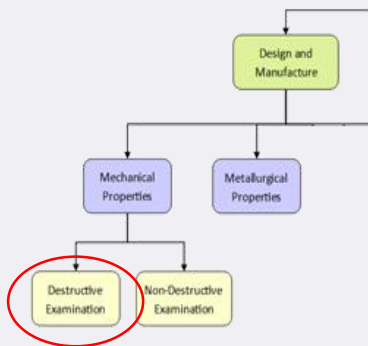 Design and
Manufacture
Mechanical
Properties
Metallurgical
Properties
Destructive
Examination
Non-Destructive
Examination